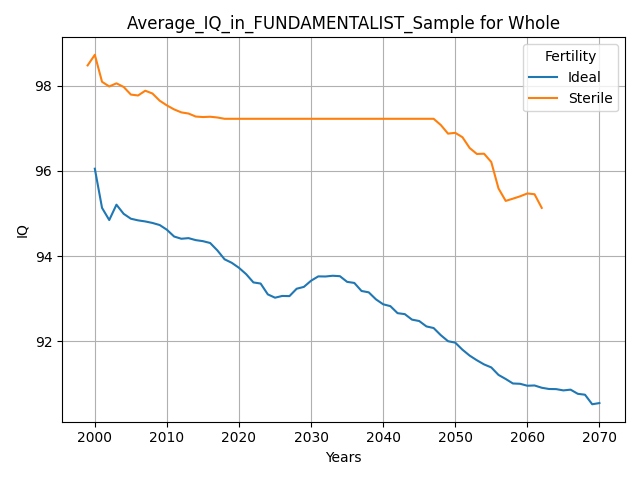 Average_IQ_in_FUNDAMENTALIST_Sample for Whole
Fertility
Ideal
Sterile
IQ
98
96
94
92
2000 2010 2020 2030 2040 2050 2060 2070
Years